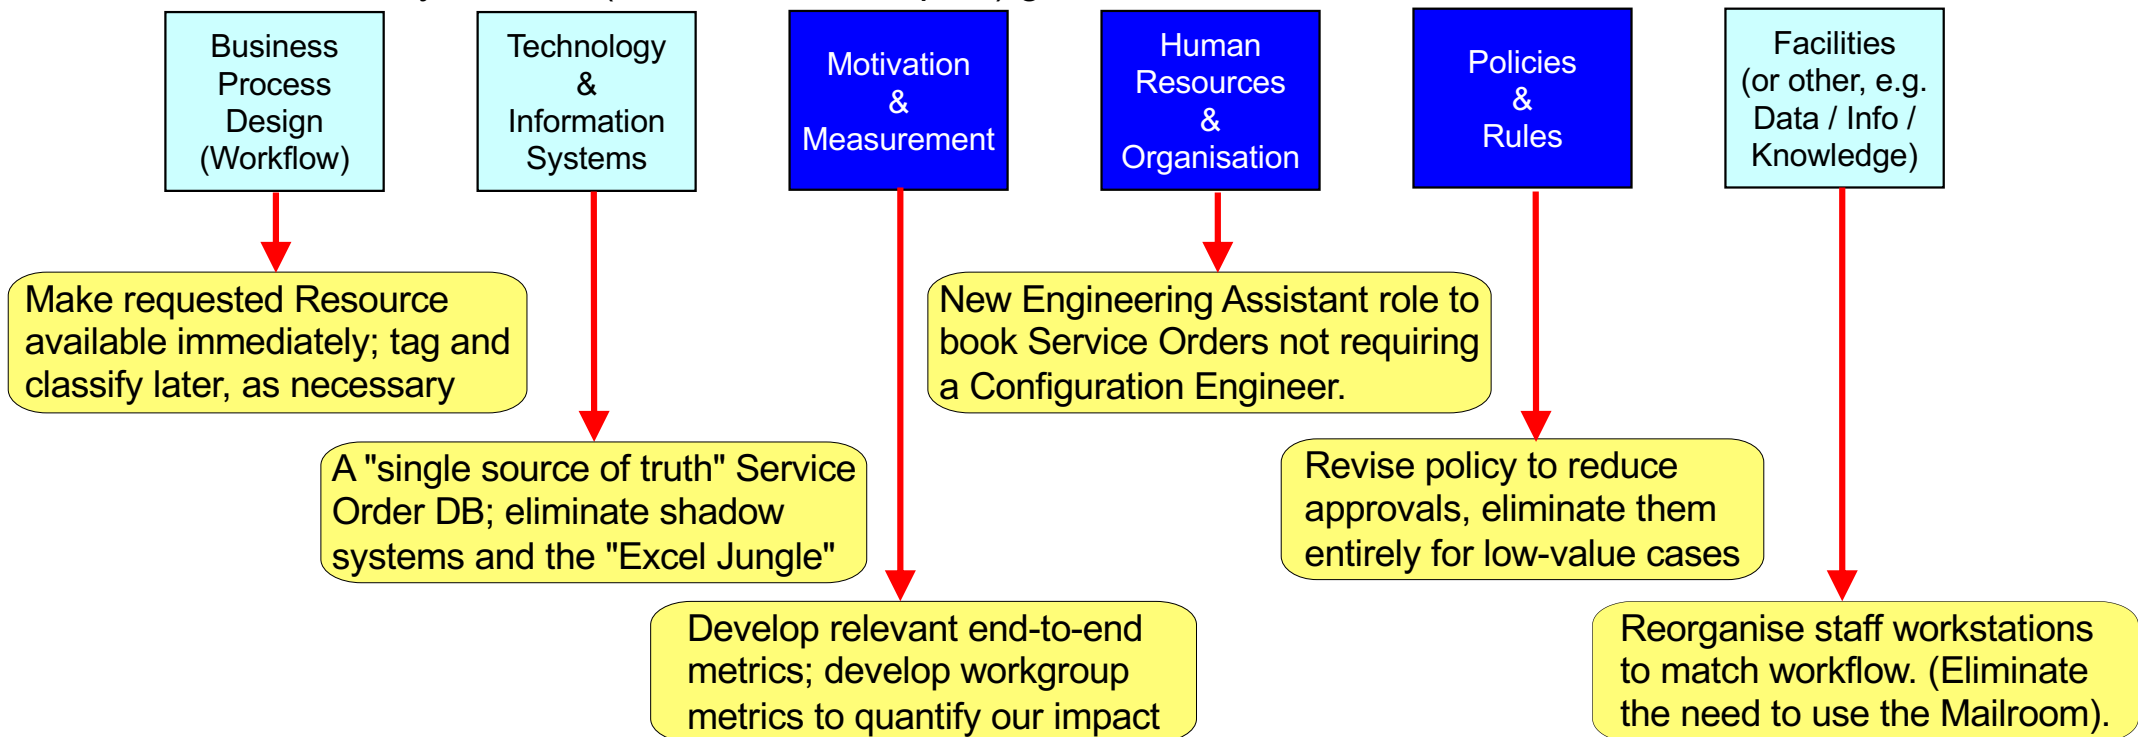 Business
Process
Design
(Workflow)
Technology
&
Information
Systems
Motivation
&
Measurement
Human
Resources
&
Organisation
Policies
&
Rules
Facilities
(or other, e.g.
Data / Info /
Knowledge)
Make requested Resource
available immediately; tag and
classify later, as necessary
New Engineering Assistant role to
book Service Orders not requiring
a Configuration Engineer.
A "single source of truth" Service
Order DB; eliminate shadow
systems and the "Excel Jungle"
Revise policy to reduce
approvals, eliminate them
entirely for low-value cases
Develop relevant end-to-end
metrics; develop workgroup
metrics to quantify our impact
Reorganise staff workstations
to match workflow. (Eliminate
the need to use the Mailroom).